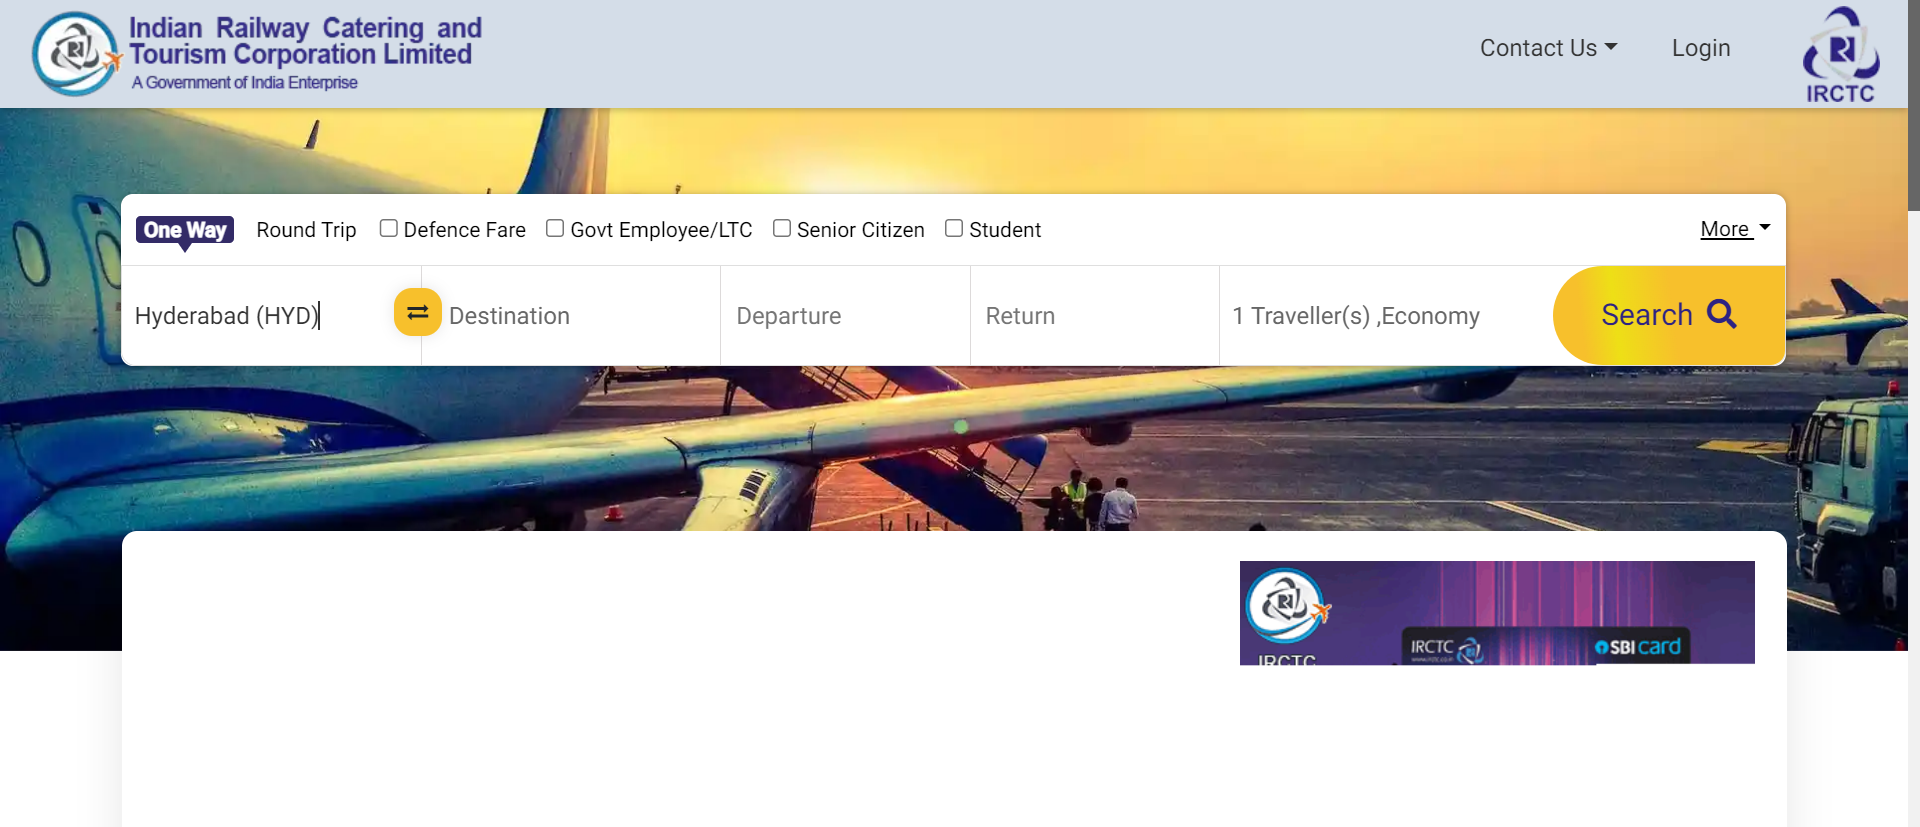 Indian Railway Catering and
Tourism Corporation Limited
A Government of India Enterprise
Contact Us
Login
IRCTC
One Way
Round Trip
Defence Fare
Govt Employee/LTC
Senior Citizen
Student
More
Hyderabad (HYD)
Destination
Departure
Return
1 Traveller(s) ,Economy
Search
IRCTC
IRCTC
SBI card